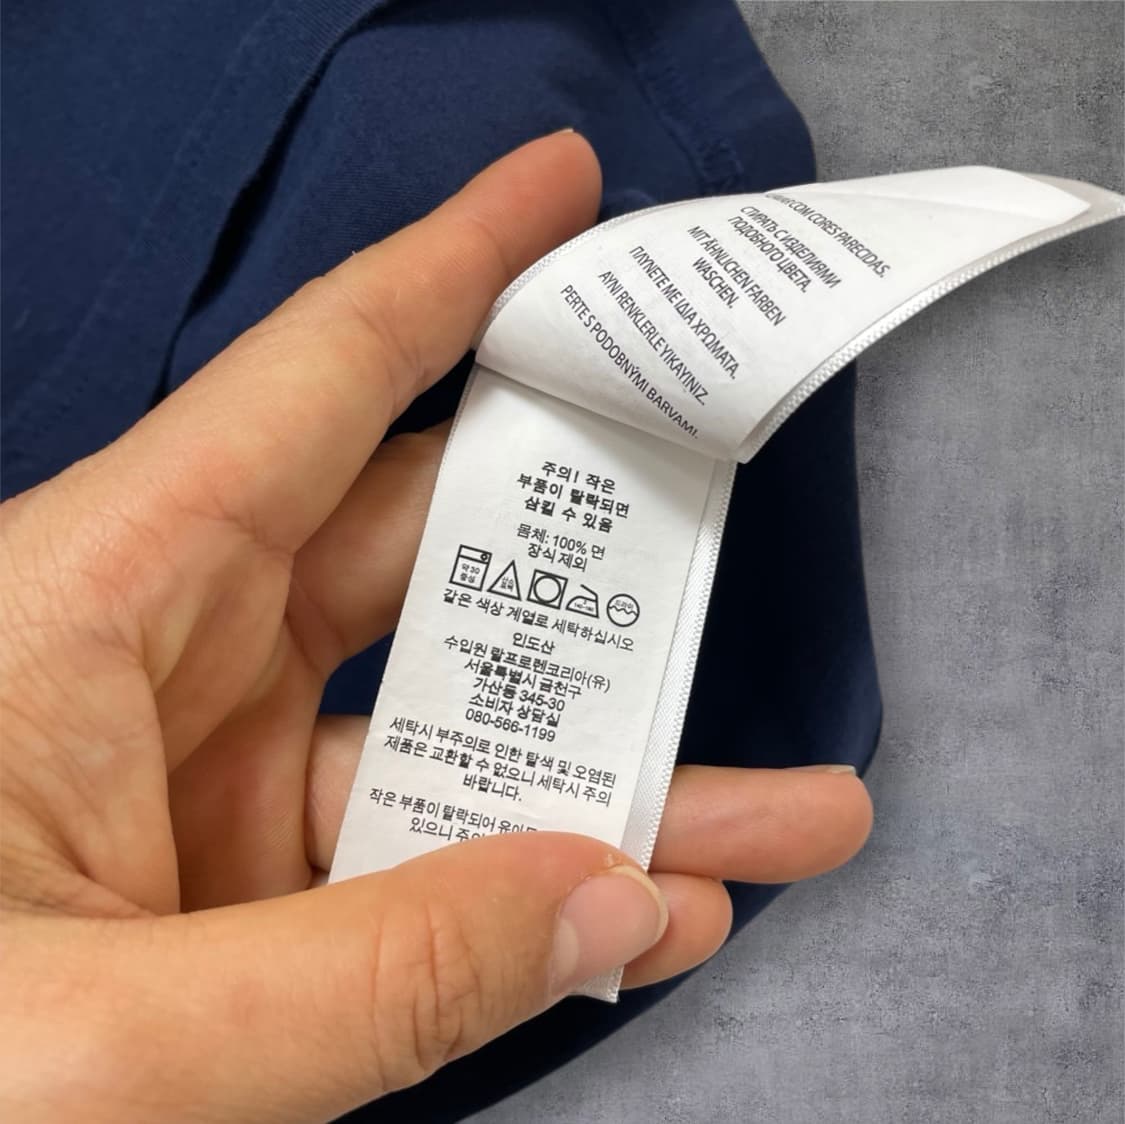 COM CORES PARECIDAS.
СТИРАТЬ С ИЗДЕЛИЯМИ
ПОДОБНОГО ЦВЕТА.
MIT ÄHNLICHEN FARBEN
WASCHEN.
ΠΛΥΝΕΤΕ ΜΕ ΙΔΙΑ ΧΡΩΜΑΤΑ.
AYNI RENKLERLE YIKAYINIZ.
PERTE S PODOBNÝMI BARVAMI.
주의! 작은
부품이 탈락되면
삼킬 수 있음
몸체: 100% 면
장식 제외
약 30
중성
드라이
같은 색상 계열로 세탁하십시오
인도산
수입원 랄프로렌코리아(유)
서울특별시 금천구
가산동 345-30
소비자 상담실
080-566-1199
세탁시 부주의로 인한 탈색 및 오염된
제품은 교환할 수 없으니 세탁시 주의
바랍니다.
작은 부품이 탈락되어
있으니